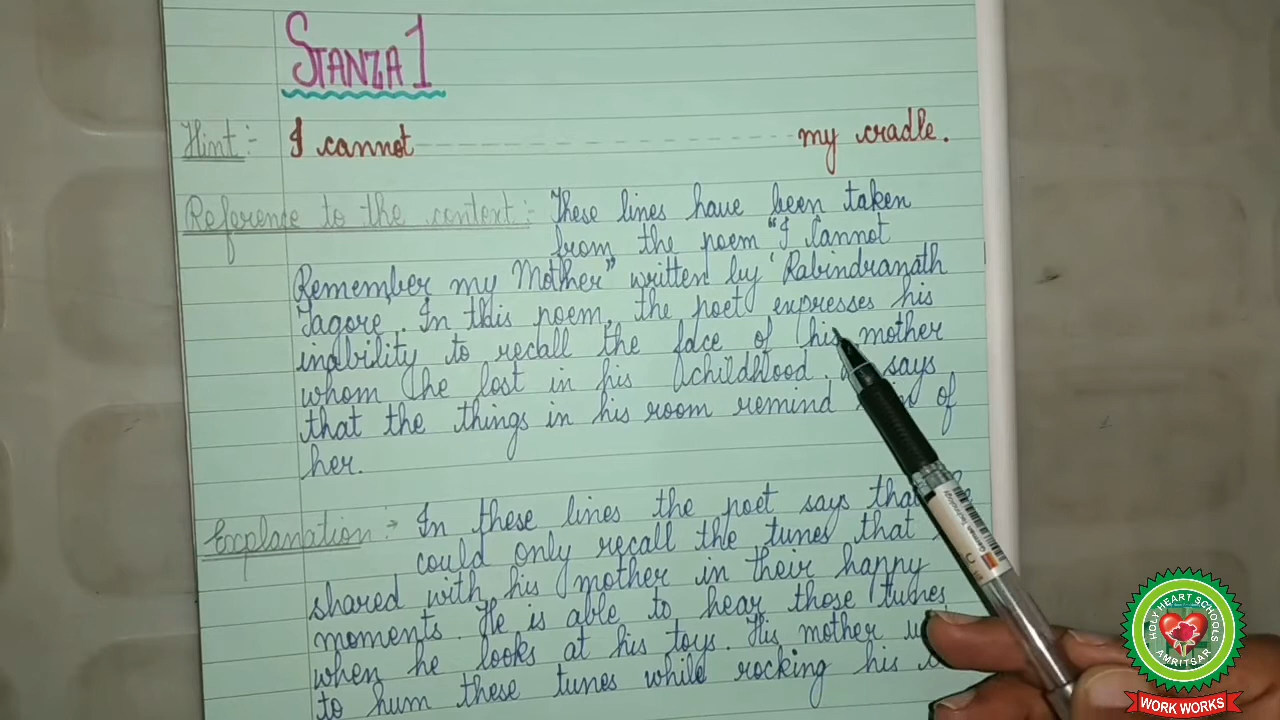 STANZA 1
Hint:- I cannot ---------------- my cradle.
Reference to the context:- These lines have been taken
from the poem "I Cannot
Remember my Mother" written by 'Rabindranath
Tagore'. In this poem, the poet expresses his
inability to recall the face of his mother
whom he lost in his childhood. says
that the things in his room remind of
her.
Explanation:- In these lines the poet says that
could only recall the tunes that
shared with his mother in their happy
moments. He is able to hear those tunes
when he looks at his toys. His mother
to hum these tunes while rocking his
HOLY HEART SCHOOLS
AMRITSAR
WORK WORKS